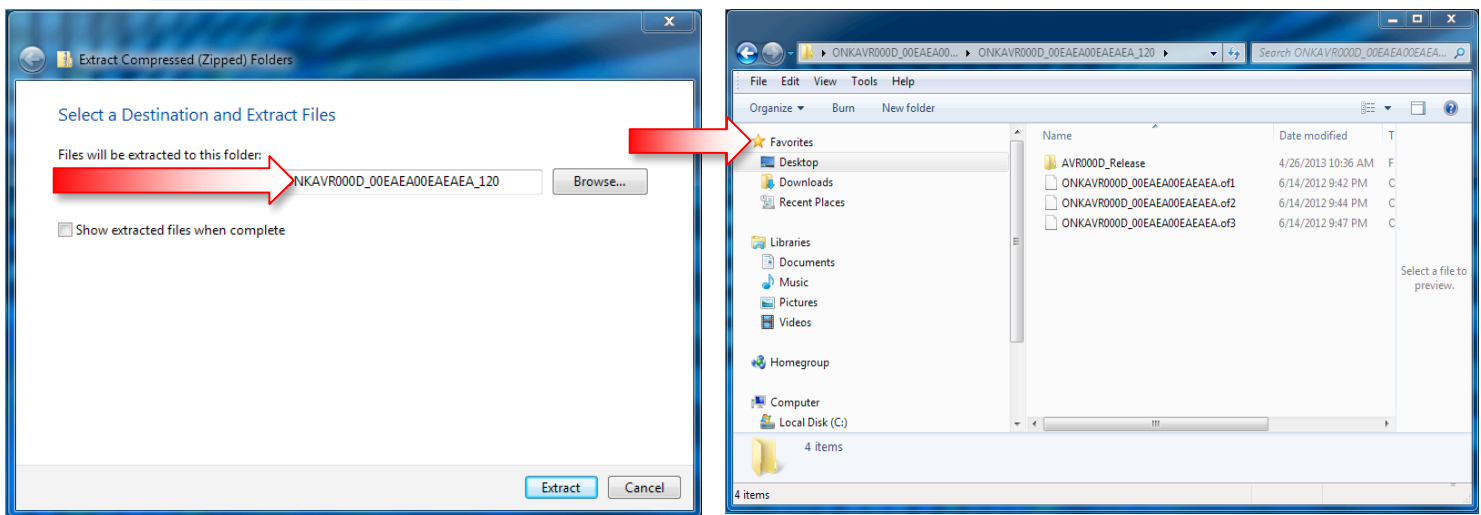 Extract Compressed (Zipped) Folders
Select a Destination and Extract Files
Files will be extracted to this folder:
NKAVR000D_00EAEA00EAEAEA_120
Browse...
Show extracted files when complete
Extract
Cancel
ONKAVR000D_00EAEA00... ONKAVR000D_00EAEA00EAEAEA_120
Search ONKAVR000D_00EAEA00EAEA...
File Edit View Tools Help
Organize Burn New folder
Favorites
Desktop
Downloads
Recent Places
Libraries
Documents
Music
Pictures
Videos
Homegroup
Computer
Local Disk (C:)
Name Date modified T
AVR000D_Release 4/26/2013 10:36 AM F
ONKAVR000D_00EAEA00EAEAEA.of1 6/14/2012 9:42 PM C
ONKAVR000D_00EAEA00EAEAEA.of2 6/14/2012 9:44 PM C
ONKAVR000D_00EAEA00EAEAEA.of3 6/14/2012 9:47 PM C
Select a file to
preview.
4 items
4 items